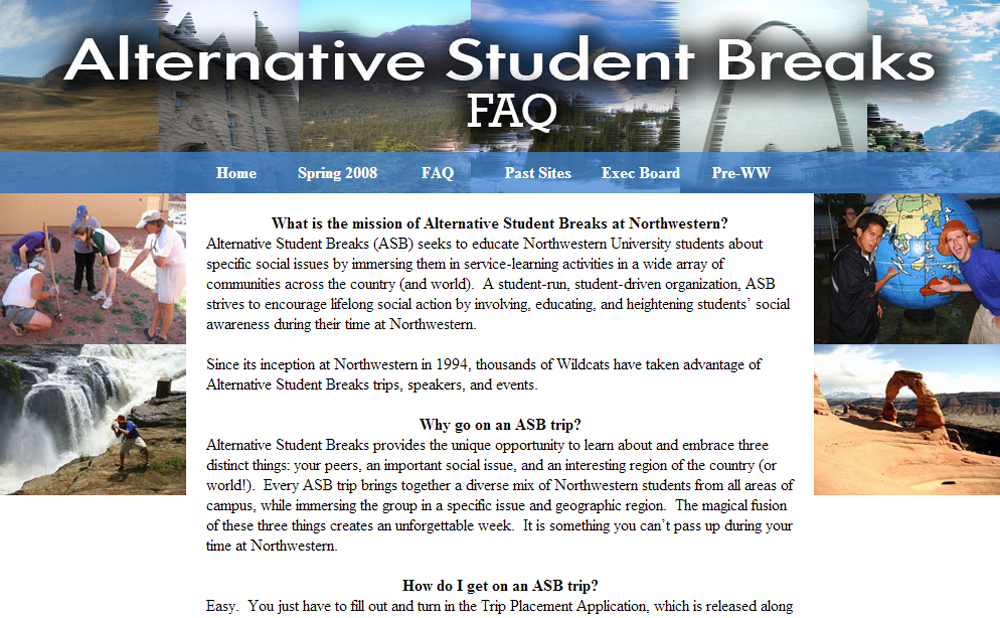 Alternative Student Breaks
FAQ
Home Spring 2008 FAQ Past Sites Exec Board Pre-WW
What is the mission of Alternative Student Breaks at Northwestern?
Alternative Student Breaks (ASB) seeks to educate Northwestern University students about
specific social issues by immersing them in service-learning activities in a wide array of
communities across the country (and world).  A student-run, student-driven organization, ASB
strives to encourage lifelong social action by involving, educating, and heightening students’ social
awareness during their time at Northwestern.
Since its inception at Northwestern in 1994, thousands of Wildcats have taken advantage of
Alternative Student Breaks trips, speakers, and events.
Why go on an ASB trip?
Alternative Student Breaks provides the unique opportunity to learn about and embrace three
distinct things: your peers, an important social issue, and an interesting region of the country (or
world!).  Every ASB trip brings together a diverse mix of Northwestern students from all areas of
campus, while immersing the group in a specific issue and geographic region.  The magical fusion
of these three things creates an unforgettable week.  It is something you can’t pass up during your
time at Northwestern.
How do I get on an ASB trip?
Easy.  You just have to fill out and turn in the Trip Placement Application, which is released along